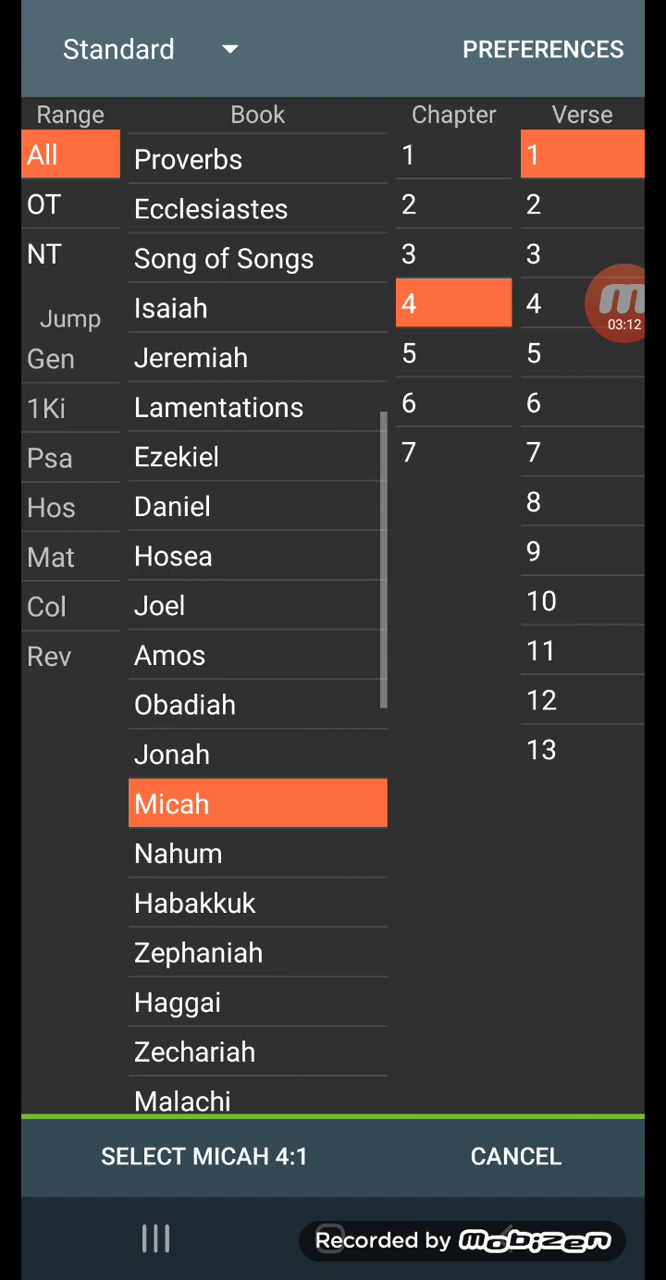 Standard
PREFERENCES
Range Book Chapter Verse
All Proverbs 1 1
OT Ecclesiastes 2 2
NT Song of Songs 3 3
Isaiah 4 4
03:12
Jump
Gen Jeremiah 5 5
1Ki Lamentations 6 6
Psa Ezekiel 7 7
Hos Daniel 8
Mat Hosea 9
Col Joel 10
Rev Amos 11
Obadiah 12
Jonah 13
Micah
Nahum
Habakkuk
Zephaniah
Haggai
Zechariah
Malachi
SELECT MICAH 4:1 CANCEL
Recorded by mobizen